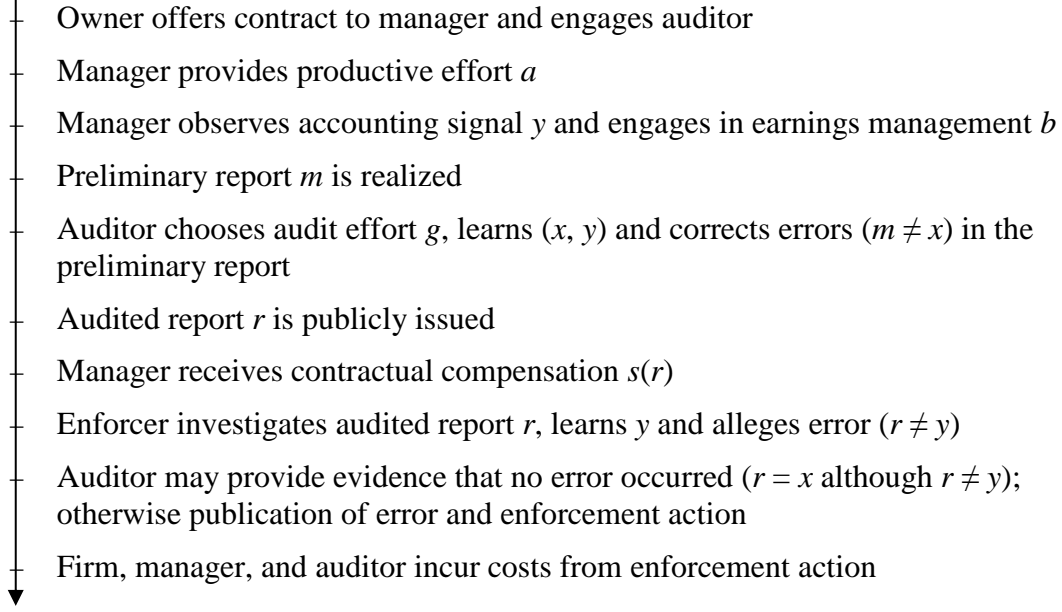 Owner offers contract to manager and engages auditor
Manager provides productive effort a
Manager observes accounting signal y and engages in earnings management b
Preliminary report m is realized
Auditor chooses audit effort g, learns (x, y) and corrects errors (m ≠ x) in the
preliminary report
Audited report r is publicly issued
Manager receives contractual compensation s(r)
Enforcer investigates audited report r, learns y and alleges error (r ≠ y)
Auditor may provide evidence that no error occurred (r = x although r ≠ y);
otherwise publication of error and enforcement action
Firm, manager, and auditor incur costs from enforcement action